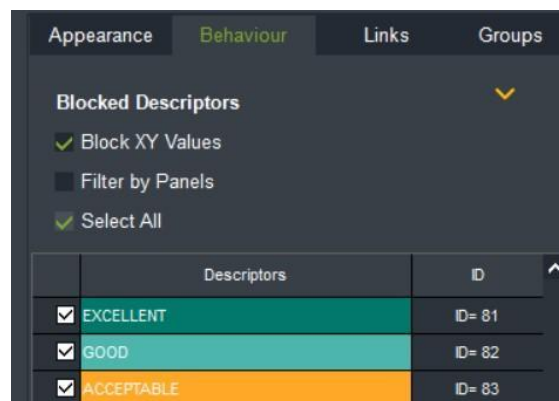 Appearance Behaviour Links Groups
Blocked Descriptors
Block XY Values
Filter by Panels
Select All
Descriptors ID
EXCELLENT ID= 81
GOOD ID= 82
ACCEPTABLE ID= 83